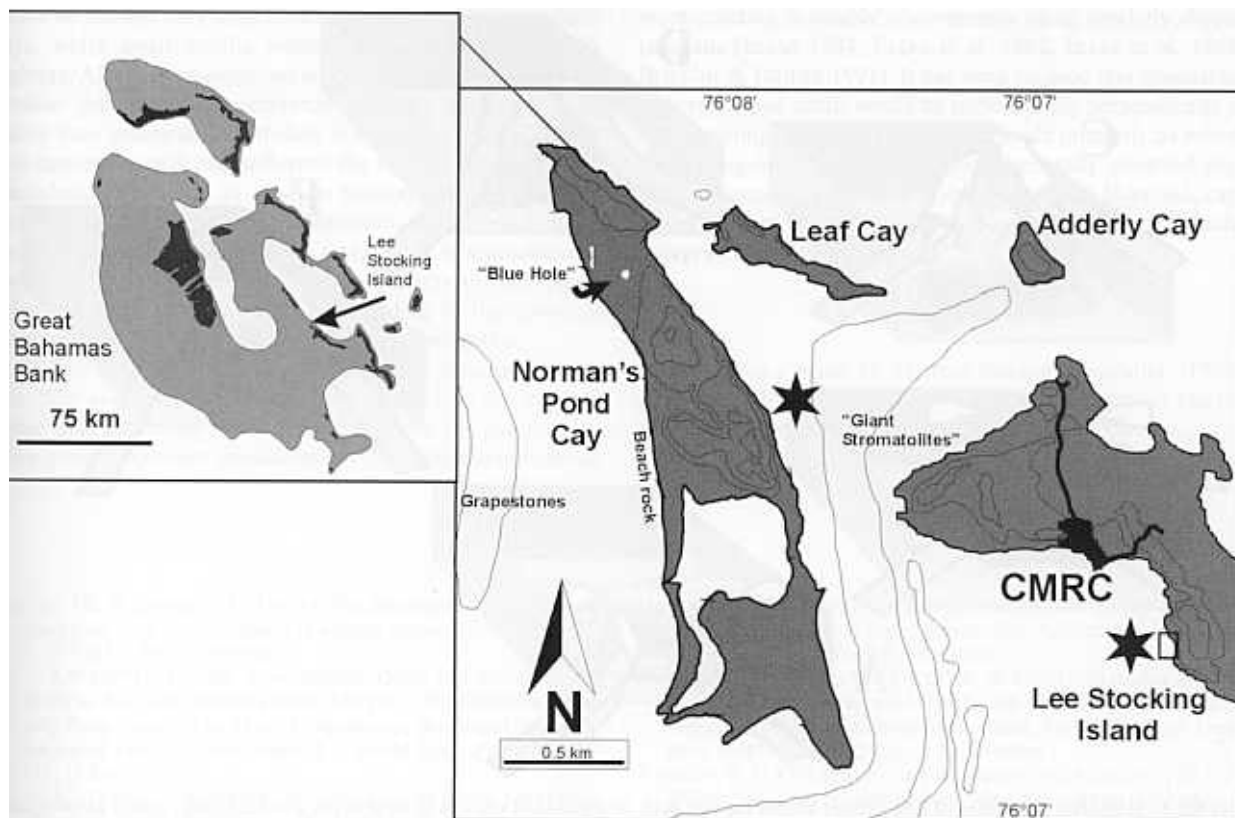 Lee
Stocking
Island
Great
Bahamas
Bank
75 km
76°08'
76°07'
Leaf Cay
Adderly Cay
"Blue Hole"
Norman's
Pond
Cay
"Giant
Stromatolites"
Beach rock
Grapestones
CMRC
N
0.5 km
Lee Stocking
Island
76°07'